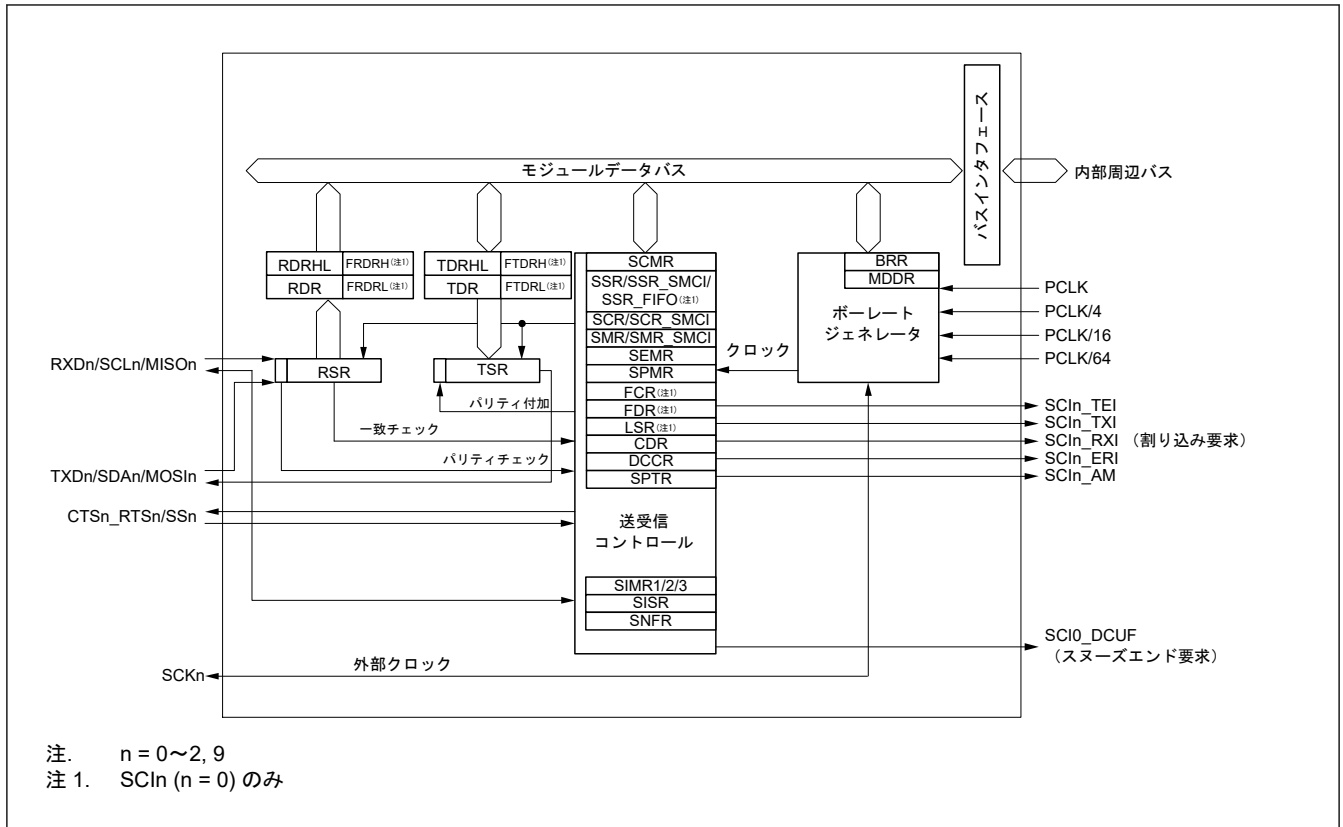 バスインタフェース
モジュールデータバス
内部周辺バス
RDRHL
FRDRH(注1)
RDR
FRDRL(注1)
TDRHL
FTDRH(注1)
TDR
FTDRL(注1)
SCMR
SSR/SSR_SMCI/
SSR_FIFO(注1)
SCR/SCR_SMCI
SMR/SMR_SMCI
SEMR
SPMR
FCR(注1)
FDR(注1)
LSR(注1)
CDR
DCCR
SPTR
送受信
コントロール
SIMR1/2/3
SISR
SNFR
BRR
MDDR
ボーレート
ジェネレータ
PCLK
PCLK/4
PCLK/16
PCLK/64
クロック
RXDn/SCLn/MISOn
RSR
TSR
パリティ付加
一致チェック
パリティチェック
TXDn/SDAn/MOSIn
CTSn_RTSn/SSn
SCIn_TEI
SCIn_TXI
SCIn_RXI （割り込み要求）
SCIn_ERI
SCIn_AM
SCI0_DCUF
（スヌーズエンド要求）
外部クロック
SCKn
注. n = 0～2, 9
注 1. SCIn (n = 0) のみ